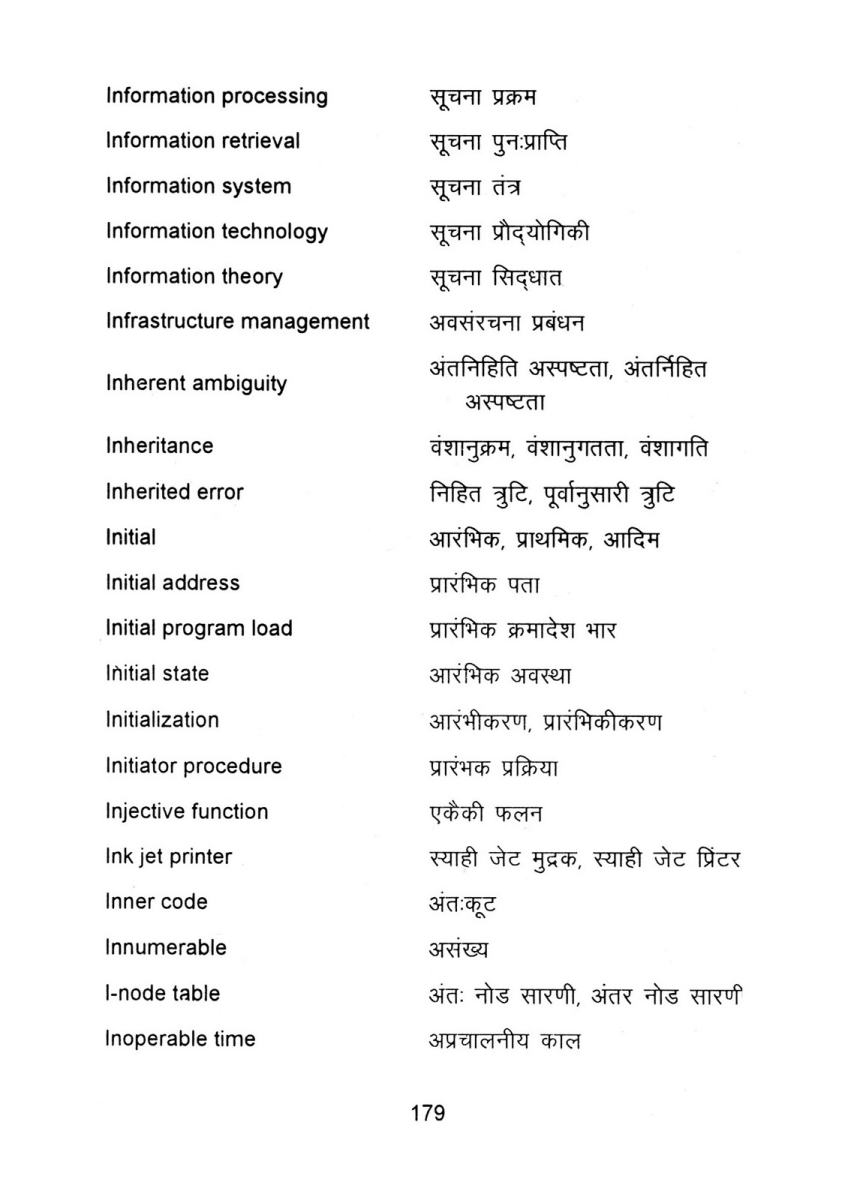 Information processing सूचना प्रक्रम
Information retrieval सूचना पुनःप्राप्ति
Information system सूचना तंत्र
Information technology सूचना प्रौद्योगिकी
Information theory सूचना सिद्धात
Infrastructure management अवसंरचना प्रबंधन
Inherent ambiguity अंतनिहिति अस्पष्टता, अंतर्निहित
अस्पष्टता
Inheritance वंशानुक्रम, वंशानुगतता, वंशागति
Inherited error निहित त्रुटि, पूर्वानुसारी त्रुटि
Initial आरंभिक, प्राथमिक, आदिम
Initial address प्रारंभिक पता
Initial program load प्रारंभिक क्रमादेश भार
Initial state आरंभिक अवस्था
Initialization आरंभीकरण, प्रारंभिकीकरण
Initiator procedure प्रारंभक प्रक्रिया
Injective function एकैकी फलन
Ink jet printer स्याही जेट मुद्रक, स्याही जेट प्रिंटर
Inner code अंतःकूट
Innumerable असंख्य
I-node table अंतः नोड सारणी, अंतर नोड सारणी
Inoperable time अप्रचालनीय काल
179